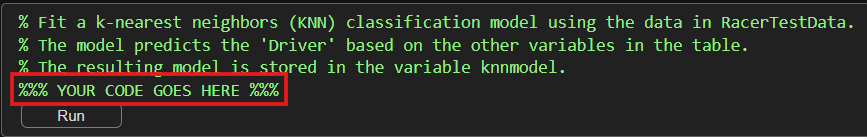 % Fit a k-nearest neighbors (KNN) classification model using the data in RacerTestData.
% The model predicts the 'Driver' based on the other variables in the table.
% The resulting model is stored in the variable knnmodel.
%%% YOUR CODE GOES HERE %%%
Run